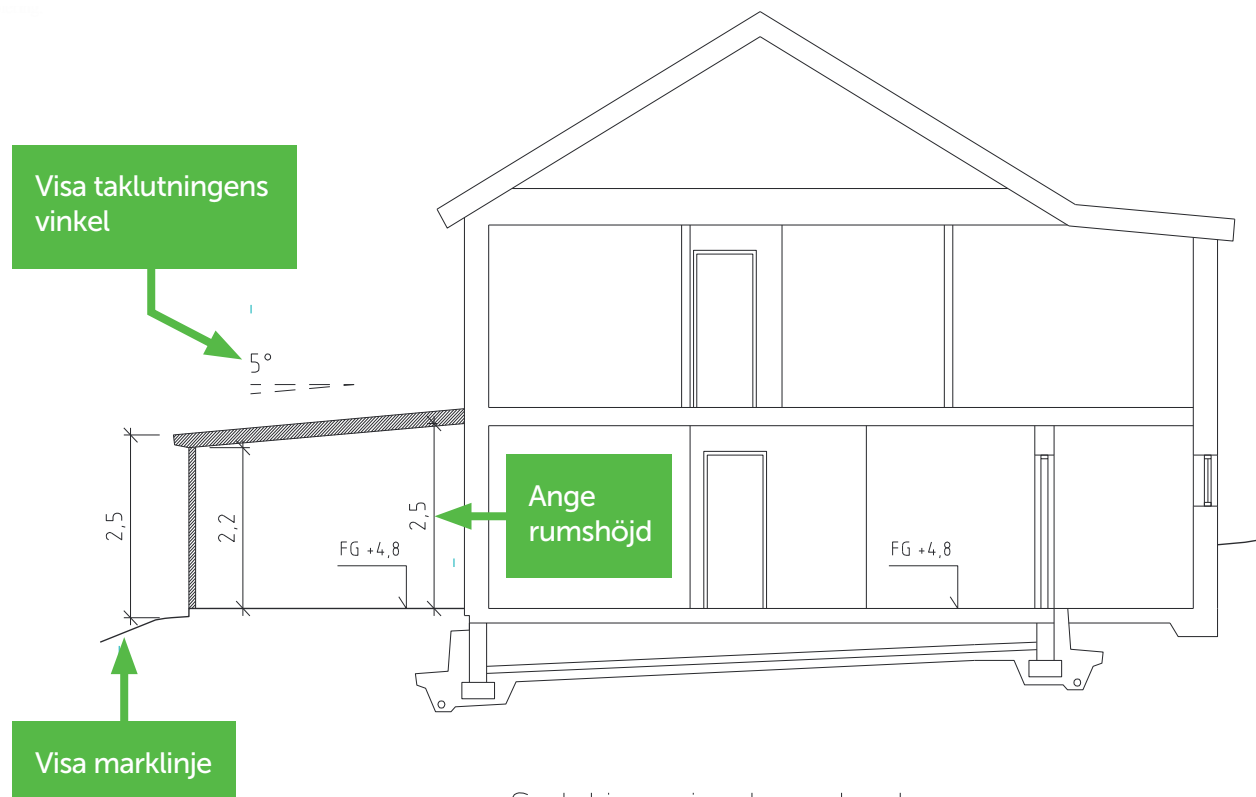 Visa taklutningens
vinkel
5°
2,5
2,2
2,5
Ange
rumshöjd
FG +4,8
FG +4,8
Visa marklinje